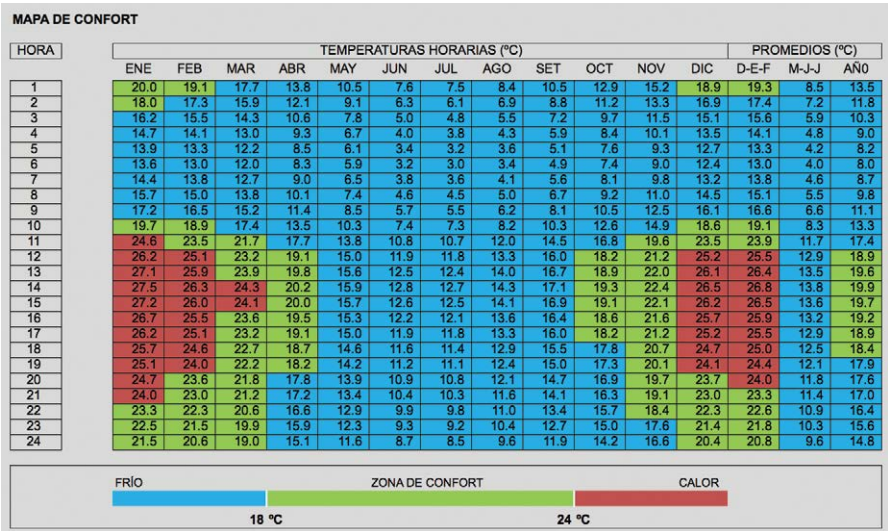 MAPA DE CONFORT
HORA TEMPERATURAS HORARIAS (ºC) PROMEDIOS (ºC)
ENE FEB MAR ABR MAY JUN JUL AGO SET OCT NOV DIC D-E-F M-J-J AÑO
1 20.0 19.1 17.7 13.8 10.5 7.6 7.5 8.4 10.5 12.9 15.2 18.9 19.3 8.5 13.5
2 18.0 17.3 15.9 12.1 9.1 6.3 6.1 6.9 8.8 11.2 13.3 16.9 17.4 7.2 11.8
3 16.2 15.5 14.3 10.6 7.8 5.0 4.8 5.5 7.2 9.7 11.5 15.1 15.6 5.9 10.3
4 14.7 14.1 13.0 9.3 6.7 4.0 3.8 4.3 5.9 8.4 10.1 13.5 14.1 4.8 9.0
5 13.9 13.3 12.2 8.5 6.1 3.4 3.2 3.6 5.1 7.6 9.3 12.7 13.3 4.2 8.2
6 13.6 13.0 12.0 8.3 5.9 3.2 3.0 3.4 4.9 7.4 9.0 12.4 13.0 4.0 8.0
7 14.4 13.8 12.7 9.0 6.5 3.8 3.6 4.1 5.6 8.1 9.8 13.2 13.8 4.6 8.7
8 15.7 15.0 13.8 10.1 7.4 4.6 4.5 5.0 6.7 9.2 11.0 14.5 15.1 5.5 9.8
9 17.2 16.5 15.2 11.4 8.5 5.7 5.5 6.2 8.1 10.5 12.5 16.1 16.6 6.6 11.1
10 19.7 18.9 17.4 13.5 10.3 7.4 7.3 8.2 10.3 12.6 14.9 18.6 19.1 8.3 13.3
11 24.6 23.5 21.7 17.7 13.8 10.8 10.7 12.0 14.5 16.8 19.6 23.5 23.9 11.7 17.4
12 26.2 25.1 23.2 19.1 15.0 11.9 11.8 13.3 16.0 18.2 21.2 25.2 25.5 12.9 18.9
13 27.1 25.9 23.9 19.8 15.6 12.5 12.4 14.0 16.7 18.9 22.0 26.1 26.4 13.5 19.6
14 27.5 26.3 24.3 20.2 15.9 12.8 12.7 14.3 17.1 19.3 22.4 26.5 26.8 13.8 19.9
15 27.2 26.0 24.1 20.0 15.7 12.6 12.5 14.1 16.9 19.1 22.1 26.2 26.5 13.6 19.7
16 26.7 25.5 23.6 19.5 15.3 12.2 12.1 13.6 16.4 18.6 21.6 25.7 25.9 13.2 19.2
17 26.2 25.1 23.2 19.1 15.0 11.9 11.8 13.3 16.0 18.2 21.2 25.2 25.5 12.9 18.9
18 25.7 24.6 22.7 18.7 14.6 11.6 11.4 12.9 15.5 17.8 20.7 24.7 25.0 12.5 18.4
19 25.1 24.0 22.2 18.2 14.2 11.2 11.1 12.4 15.0 17.3 20.1 24.1 24.4 12.1 17.9
20 24.7 23.6 21.8 17.8 13.9 10.9 10.8 12.1 14.7 16.9 19.7 23.7 24.0 11.8 17.6
21 24.0 23.0 21.2 17.2 13.4 10.4 10.3 11.6 14.1 16.3 19.1 23.0 23.3 11.4 17.0
22 23.3 22.3 20.6 16.6 12.9 9.9 9.8 11.0 13.4 15.7 18.4 22.3 22.6 10.9 16.4
23 22.5 21.5 19.9 15.9 12.3 9.3 9.2 10.4 12.7 15.0 17.6 21.4 21.8 10.3 15.6
24 21.5 20.6 19.0 15.1 11.6 8.7 8.5 9.6 11.9 14.2 16.6 20.4 20.8 9.6 14.8
FRÍO ZONA DE CONFORT CALOR
18 ºC 24 ºC